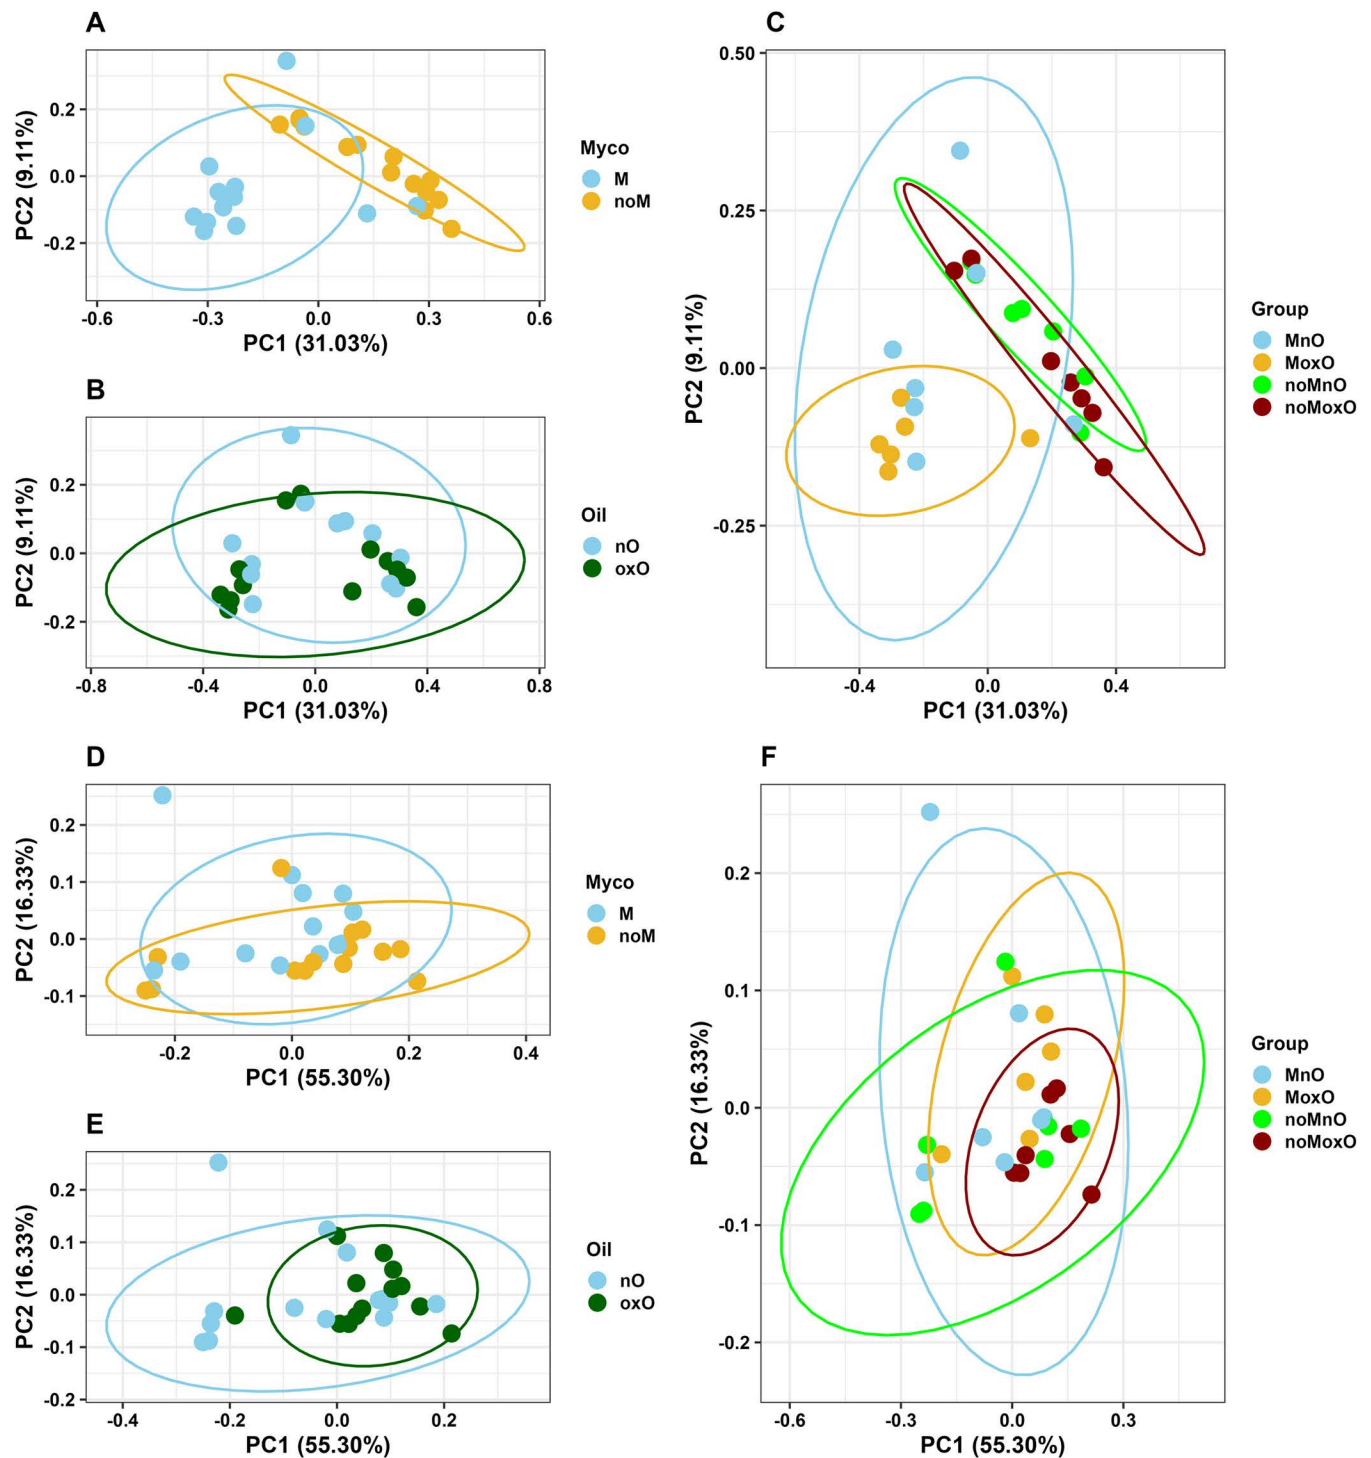 A
PC2 (9.11%)
0.2
0.0
-0.2
-0.6 -0.3 0.0 0.3 0.6
PC1 (31.03%)
Myco
M
noM
B
PC2 (9.11%)
0.2
0.0
-0.2
-0.8 -0.4 0.0 0.4 0.8
PC1 (31.03%)
Oil
nO
oxO
C
PC2 (9.11%)
0.50
0.25
0.00
-0.25
-0.4 0.0 0.4
PC1 (31.03%)
Group
MnO
MoxO
noMnO
noMoxO
D
PC2 (16.33%)
0.2
0.1
0.0
-0.1
-0.2 0.0 0.2 0.4
PC1 (55.30%)
Myco
M
noM
E
PC2 (16.33%)
0.2
0.1
0.0
-0.1
-0.2
-0.4 -0.2 0.0 0.2
PC1 (55.30%)
Oil
nO
oxO
F
PC2 (16.33%)
0.2
0.1
0.0
-0.1
-0.2
-0.6 -0.3 0.0 0.3
PC1 (55.30%)
Group
MnO
MoxO
noMnO
noMoxO